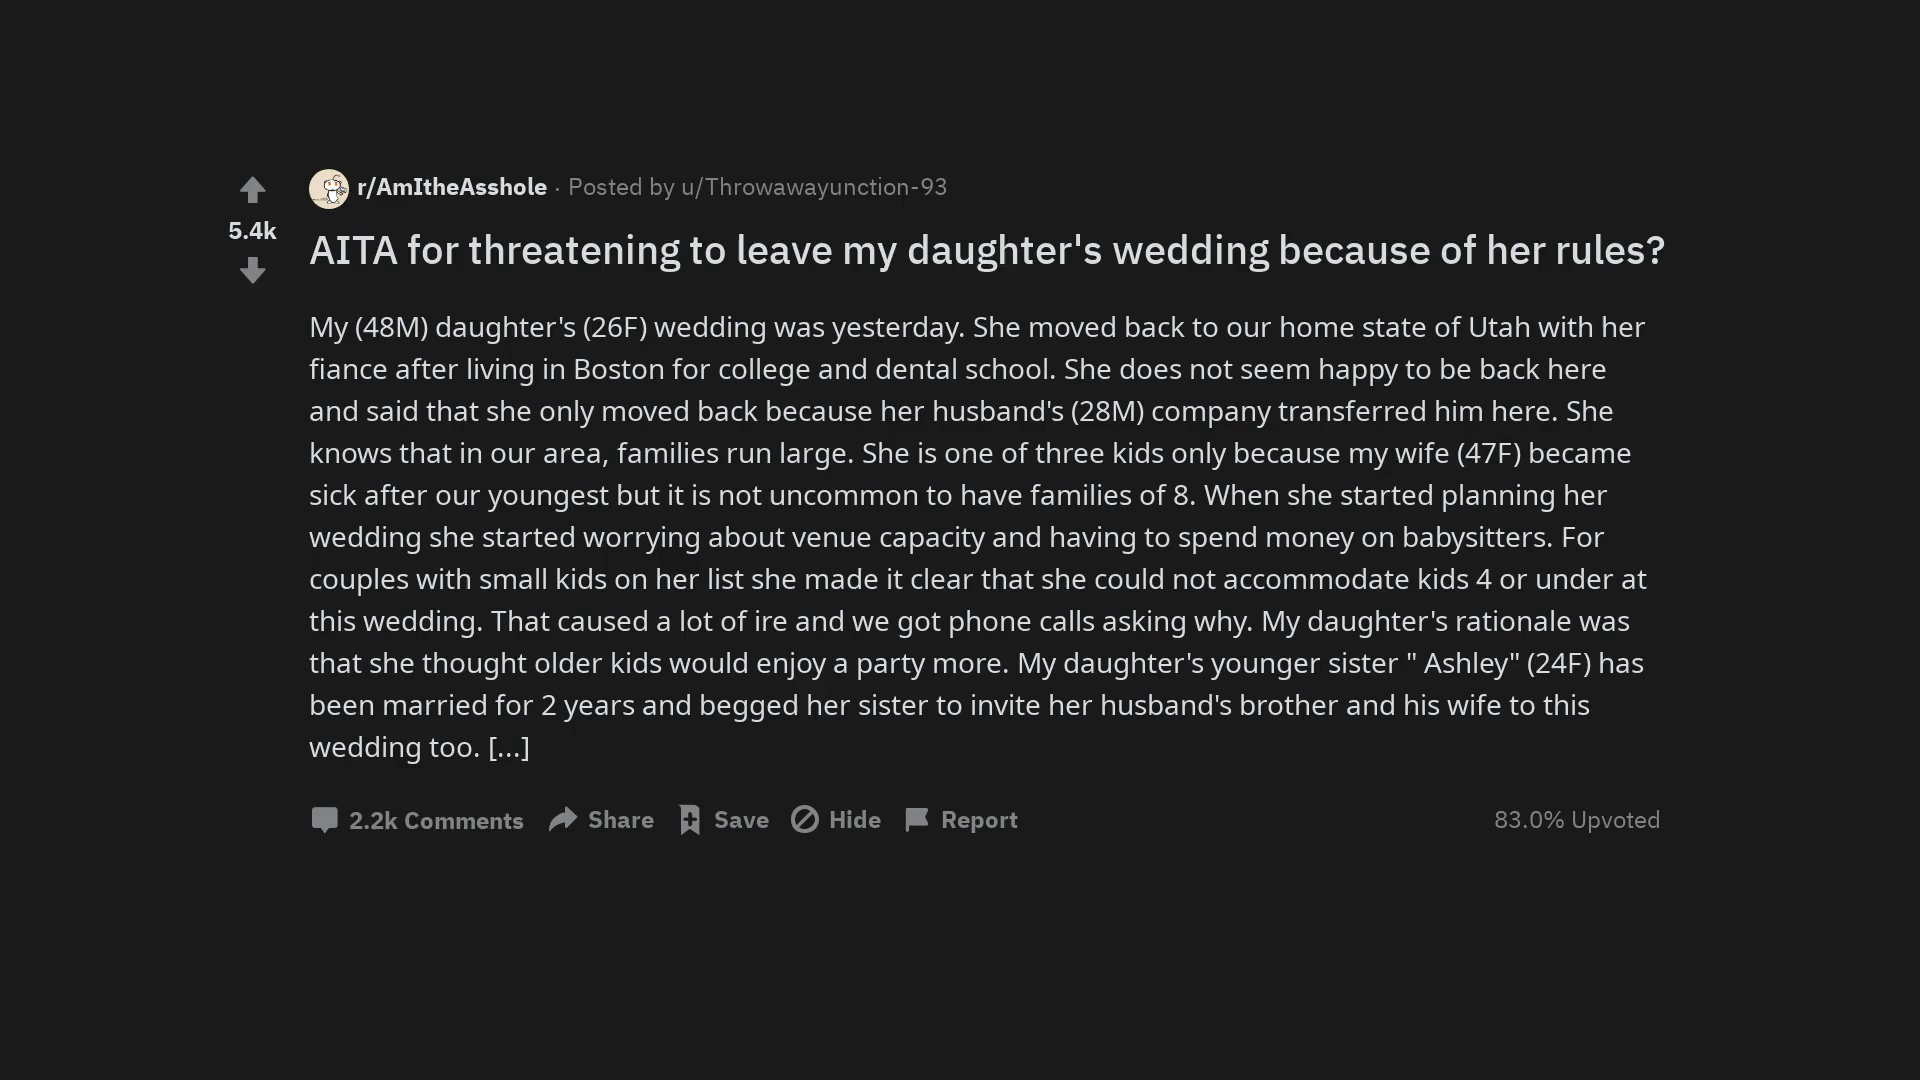 r/AmItheAsshole · Posted by u/Throwawayunction-93
5.4k
AITA for threatening to leave my daughter's wedding because of her rules?
My (48M) daughter's (26F) wedding was yesterday. She moved back to our home state of Utah with her
fiance after living in Boston for college and dental school. She does not seem happy to be back here
and said that she only moved back because her husband's (28M) company transferred him here. She
knows that in our area, families run large. She is one of three kids only because my wife (47F) became
sick after our youngest but it is not uncommon to have families of 8. When she started planning her
wedding she started worrying about venue capacity and having to spend money on babysitters. For
couples with small kids on her list she made it clear that she could not accommodate kids 4 or under at
this wedding. That caused a lot of ire and we got phone calls asking why. My daughter's rationale was
that she thought older kids would enjoy a party more. My daughter's younger sister " Ashley" (24F) has
been married for 2 years and begged her sister to invite her husband's brother and his wife to this
wedding too. [...]
2.2k Comments Share Save Hide Report 83.0% Upvoted